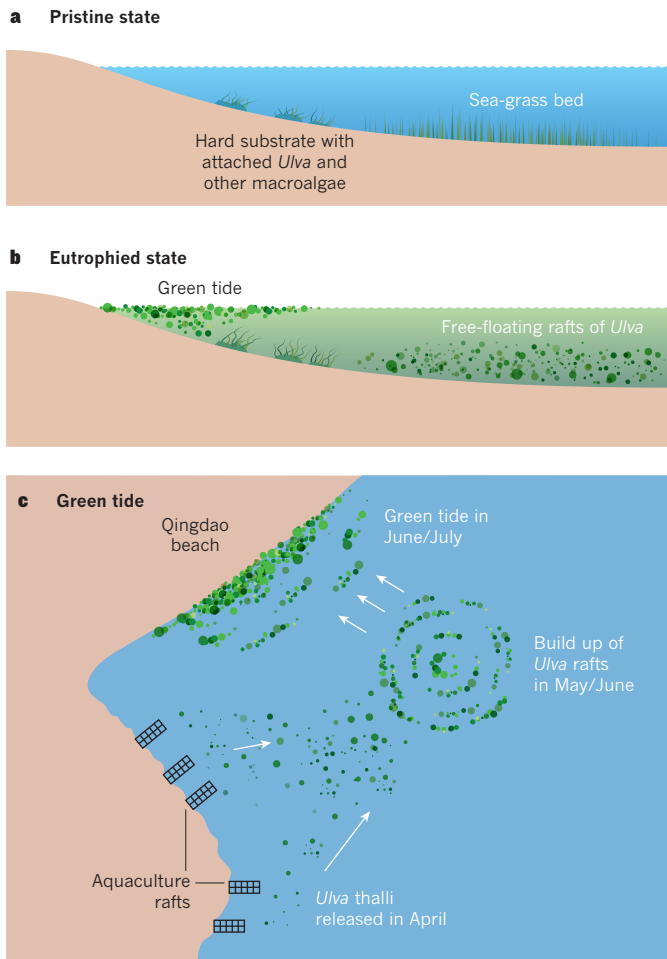 a Pristine state
Sea-grass bed
Hard substrate with
attached Ulva and
other macroalgae
b Eutrophied state
Green tide
Free-floating rafts of Ulva
c Green tide
Qingdao
beach
Green tide in
June/July
Build up of
Ulva rafts
in May/June
Aquaculture
rafts
Ulva thalli
released in April